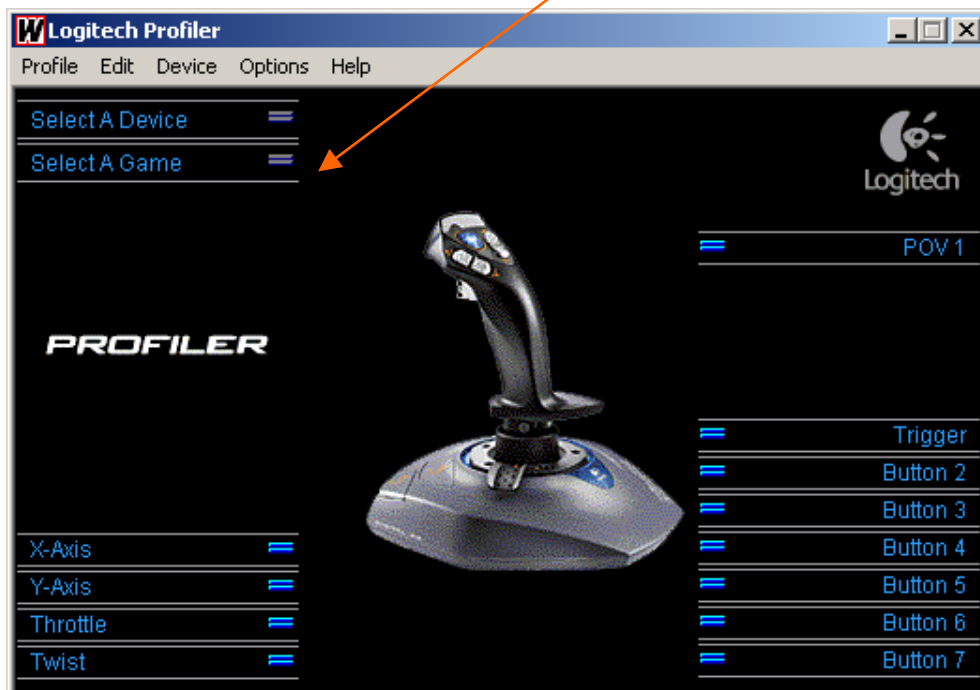 Logitech Profiler
Profile Edit Device Options Help
Select A Device
Select A Game
Logitech
POV 1
PROFILER
Trigger
Button 2
Button 3
X-Axis
Button 4
Y-Axis
Button 5
Throttle
Button 6
Twist
Button 7